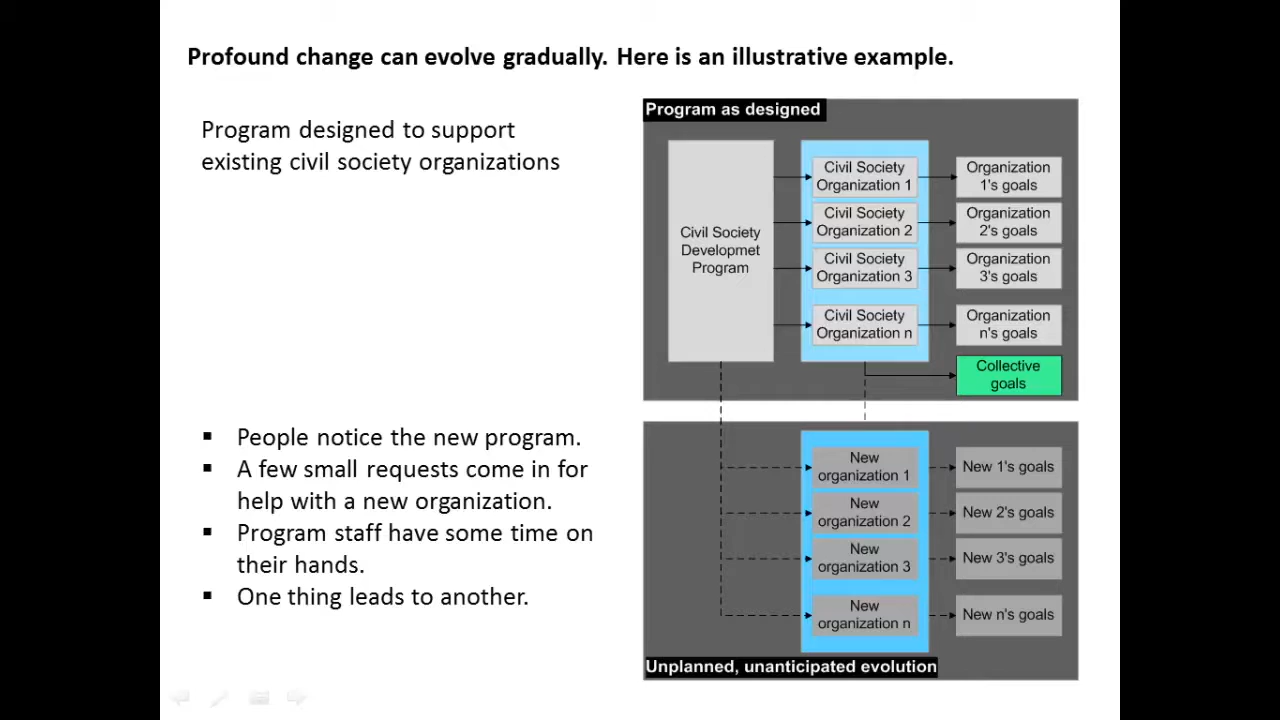 Profound change can evolve gradually. Here is an illustrative example.
Program designed to support
existing civil society organizations
▪ People notice the new program.
▪ A few small requests come in for
help with a new organization.
▪ Program staff have some time on
their hands.
▪ One thing leads to another.
Program as designed
Civil Society
Developmet
Program
Civil Society
Organization 1
Organization
1's goals
Civil Society
Organization 2
Organization
2's goals
Civil Society
Organization 3
Organization
3's goals
Civil Society
Organization n
Organization
n's goals
Collective
goals
New
organization 1
New 1's goals
New
organization 2
New 2's goals
New
organization 3
New 3's goals
New
organization n
New n's goals
Unplanned, unanticipated evolution